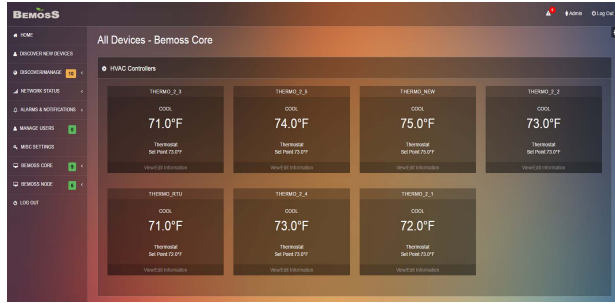 BEMOSS
Admin
Log Out
HOME
DISCOVER NEW DEVICES
DISCOVER/MANAGE 10
NETWORK STATUS
ALARMS & NOTIFICATIONS
MANAGE USERS
MISC SETTINGS
BEMOSS CORE
BEMOSS NODE
LOG OUT
All Devices - Bemoss Core
HVAC Controllers
THERMO_2_3
COOL
71.0°F
Thermostat
Set Point:73.0°F
View/Edit Information
THERMO_2_5
COOL
74.0°F
Thermostat
Set Point:73.0°F
View/Edit Information
THERMO_NEW
COOL
75.0°F
Thermostat
Set Point:75.0°F
View/Edit Information
THERMO_2_2
COOL
73.0°F
Thermostat
Set Point:73.0°F
View/Edit Information
THERMO_RTU
COOL
71.0°F
Thermostat
Set Point:72.0°F
View/Edit Information
THERMO_2_4
COOL
73.0°F
Thermostat
Set Point:73.0°F
View/Edit Information
THERMO_2_1
COOL
72.0°F
Thermostat
Set Point:73.0°F
View/Edit Information